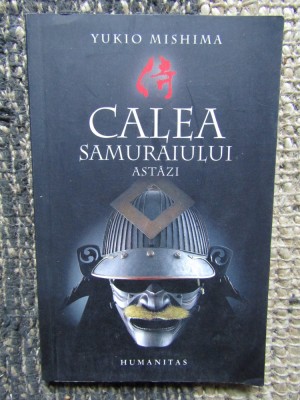 YUKIO MISHIMA
侍
CALEA
SAMURAIULUI
ASTĂZI
HUMANITAS